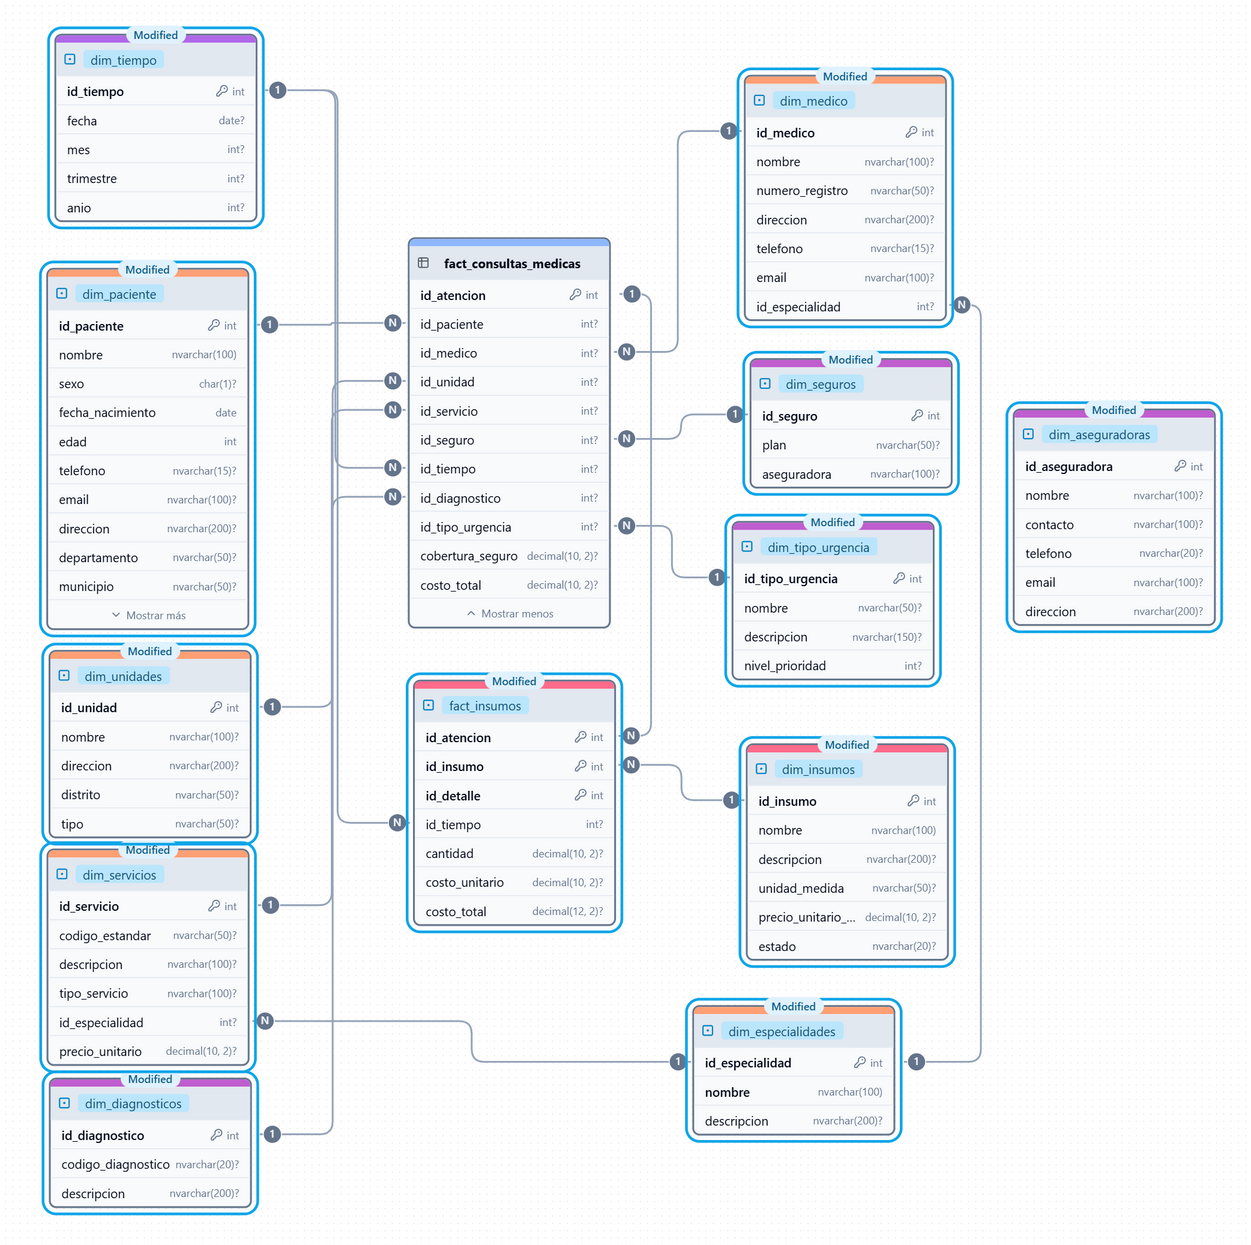 Modified
dim_tiempo
id_tiempo int
fecha date?
mes int?
trimestre int?
anio int?
1
Modified
dim_paciente
id_paciente int
nombre nvarchar(100)
sexo char(1)?
fecha_nacimiento date
edad int
telefono nvarchar(15)?
email nvarchar(100)?
direccion nvarchar(200)?
departamento nvarchar(50)?
municipio nvarchar(50)?
Mostrar más
1
Modified
dim_unidades
id_unidad int
nombre nvarchar(100)?
direccion nvarchar(200)?
distrito nvarchar(50)?
tipo nvarchar(50)?
1
Modified
dim_servicios
id_servicio int
codigo_estandar nvarchar(50)?
descripcion nvarchar(100)?
tipo_servicio nvarchar(100)?
id_especialidad int?
precio_unitario decimal(10, 2)?
1
N
Modified
dim_diagnosticos
id_diagnostico int
codigo_diagnostico nvarchar(20)?
descripcion nvarchar(200)?
1
fact_consultas_medicas
id_atencion int
id_paciente int?
id_medico int?
id_unidad int?
id_servicio int?
id_seguro int?
id_tiempo int?
id_diagnostico int?
id_tipo_urgencia int?
cobertura_seguro decimal(10, 2)?
costo_total decimal(10, 2)?
Mostrar menos
N
N
N
N
N
1
N
N
N
Modified
fact_insumos
id_atencion int
id_insumo int
id_detalle int
id_tiempo int?
cantidad decimal(10, 2)?
costo_unitario decimal(10, 2)?
costo_total decimal(12, 2)?
N
N
N
Modified
dim_medico
id_medico int
nombre nvarchar(100)?
numero_registro nvarchar(50)?
direccion nvarchar(200)?
telefono nvarchar(15)?
email nvarchar(100)?
id_especialidad int?
1
N
Modified
dim_seguros
id_seguro int
plan nvarchar(50)?
aseguradora nvarchar(100)?
1
Modified
dim_tipo_urgencia
id_tipo_urgencia int
nombre nvarchar(50)?
descripcion nvarchar(150)?
nivel_prioridad int?
1
Modified
dim_insumos
id_insumo int
nombre nvarchar(100)
descripcion nvarchar(200)?
unidad_medida nvarchar(50)?
precio_unitario_... decimal(10, 2)?
estado nvarchar(20)?
1
Modified
dim_especialidades
id_especialidad int
nombre nvarchar(100)
descripcion nvarchar(200)?
1
1
Modified
dim_aseguradoras
id_aseguradora int
nombre nvarchar(100)?
contacto nvarchar(100)?
telefono nvarchar(20)?
email nvarchar(100)?
direccion nvarchar(200)?